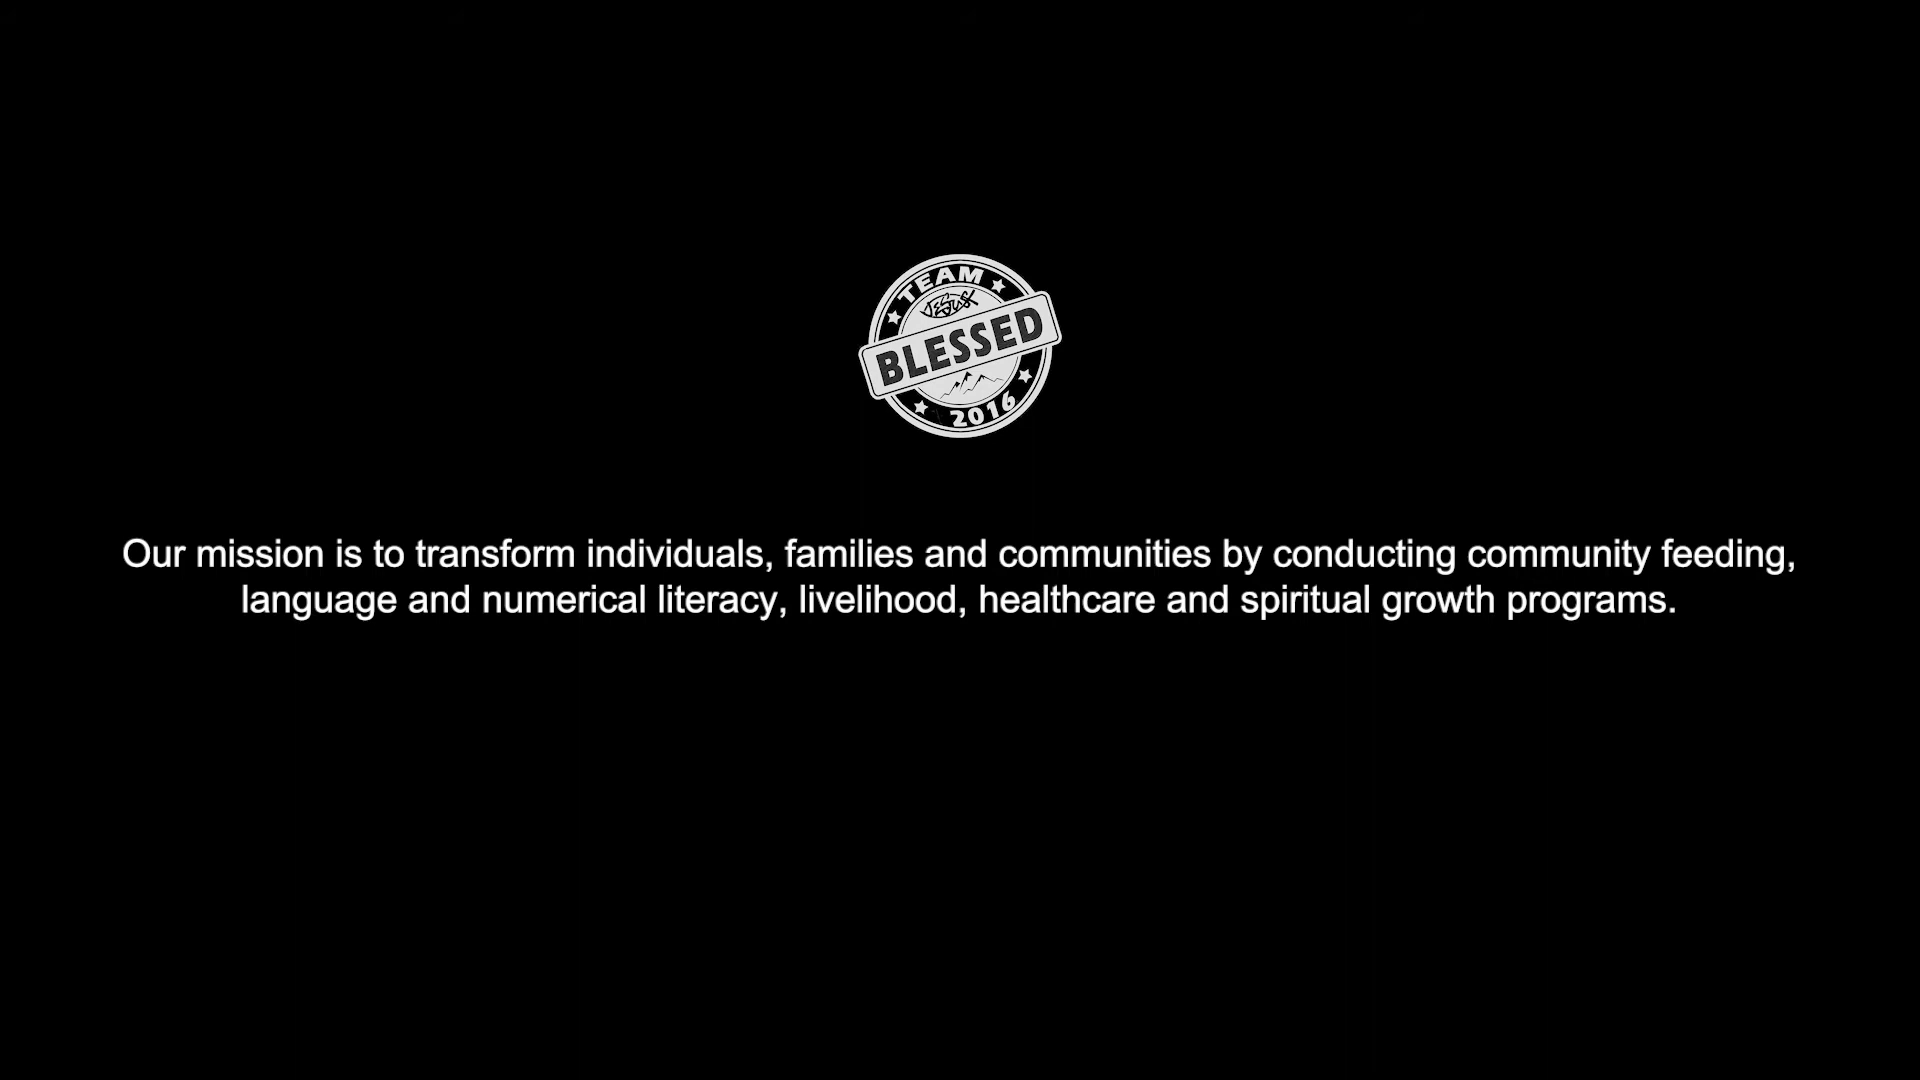 TEAM
JESUS
BLESSED
2016
Our mission is to transform individuals, families and communities by conducting community feeding,
language and numerical literacy, livelihood, healthcare and spiritual growth programs.